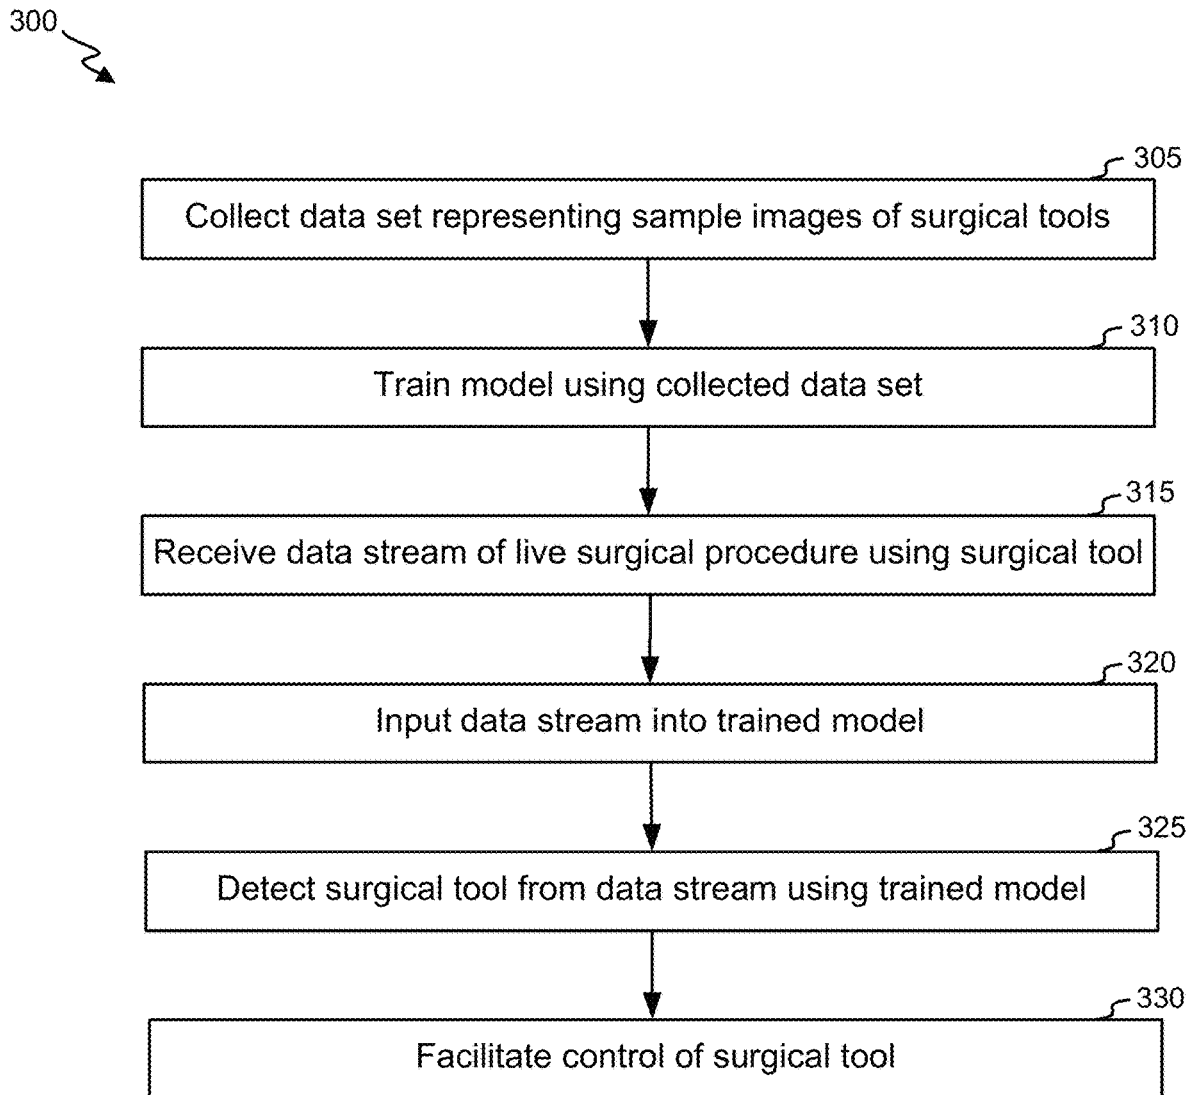 300
305
Collect data set representing sample images of surgical tools
310
Train model using collected data set
315
Receive data stream of live surgical procedure using surgical tool
320
Input data stream into trained model
325
Detect surgical tool from data stream using trained model
330
Facilitate control of surgical tool